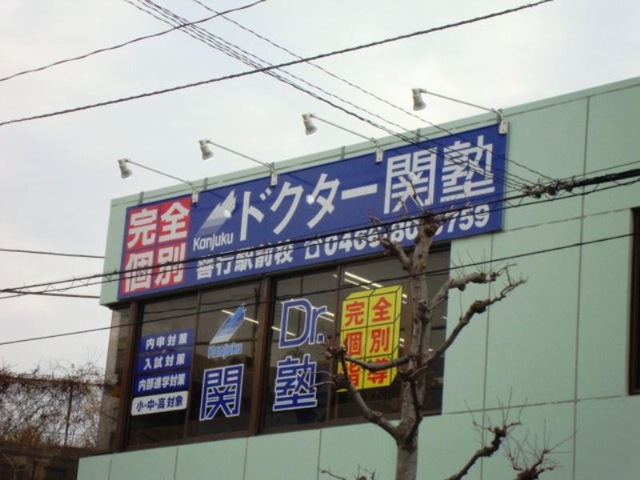 完全
個別
Kanjuku
ドクター関塾
善行駅前校
内申対策
入試対策
内部進学対策
小・中・高対象
Kanjuku
関
Dr.
塾
完全
個別
指導